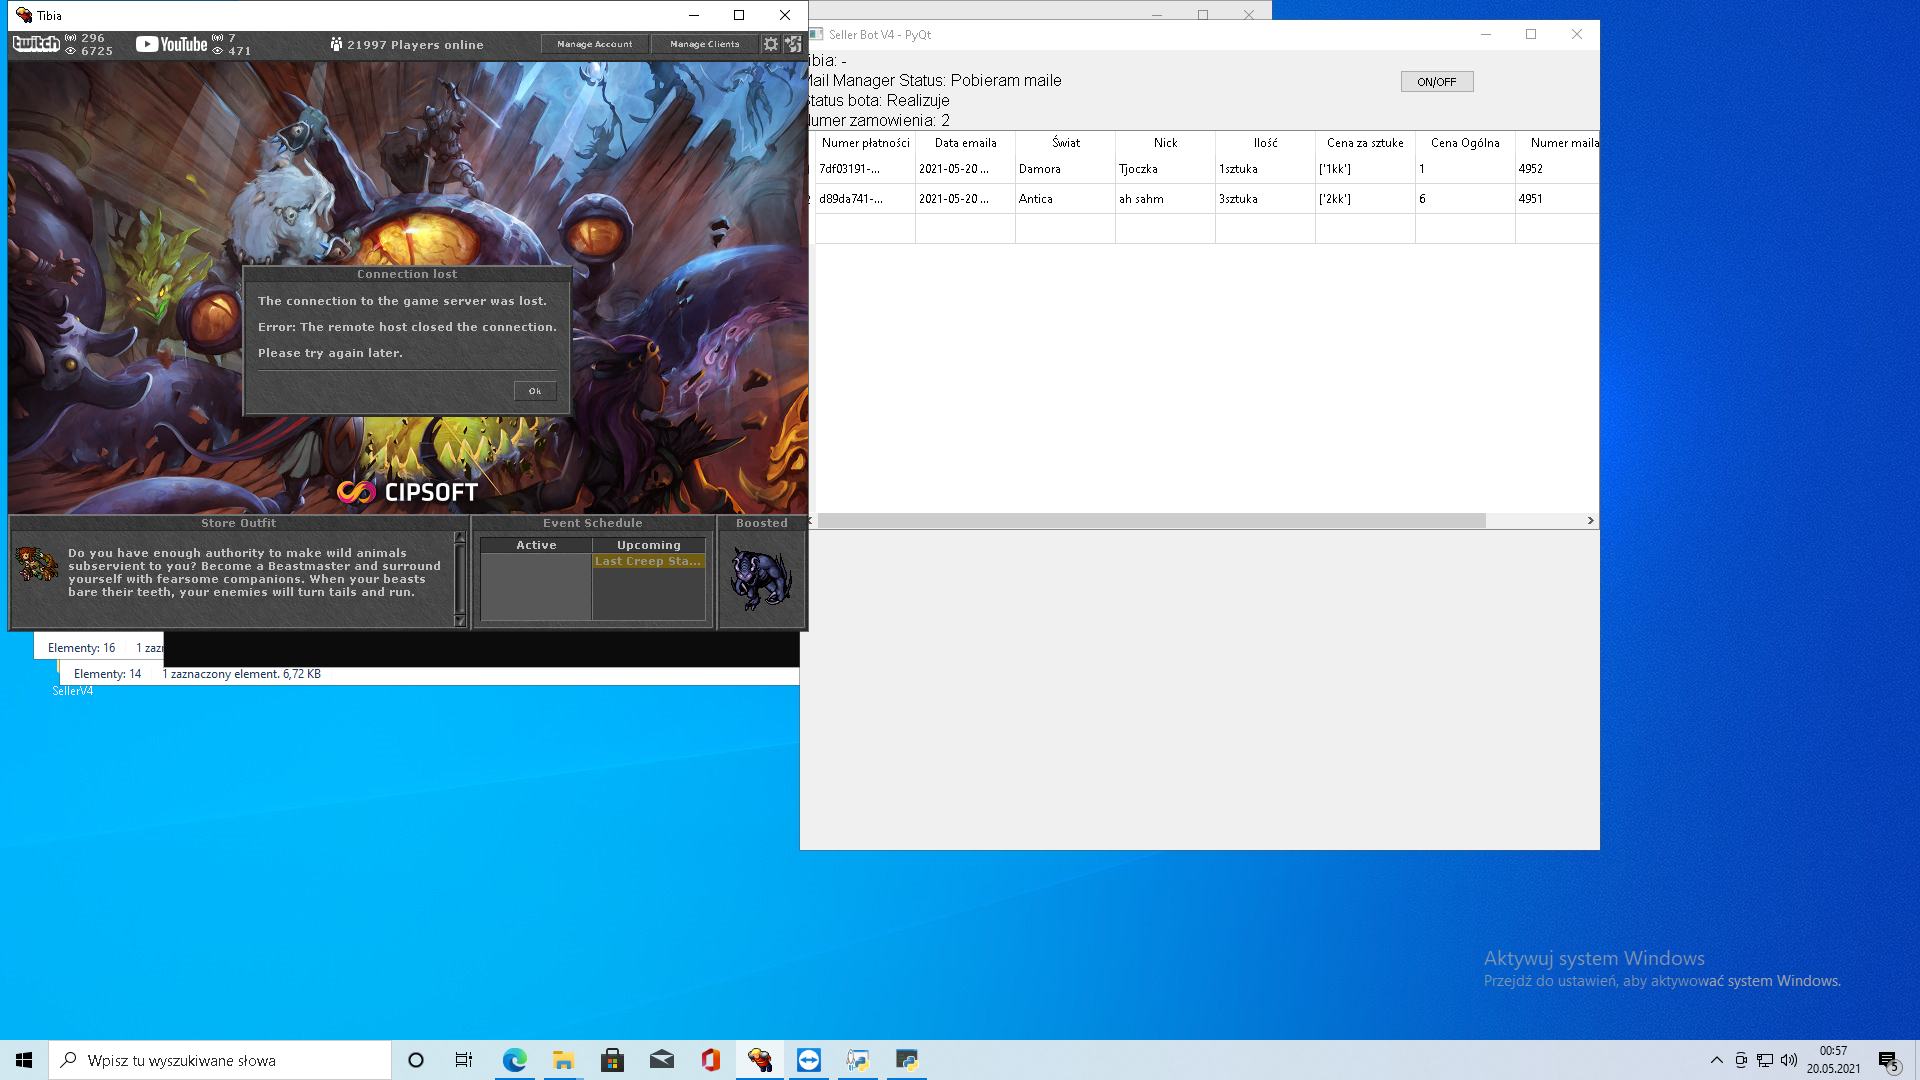 Tibia
twitch 296 6725 YouTube 7 471 21997 Players online Manage Account Manage Clients
Connection lost
The connection to the game server was lost.
Error: The remote host closed the connection.
Please try again later.
Ok
CIPSOFT
Store Outfit
Do you have enough authority to make wild animals
subservient to you? Become a Beastmaster and surround
yourself with fearsome companions. When your beasts
bare their teeth, your enemies will turn tails and run.
Event Schedule
Active Upcoming
Last Creep Sta...
Boosted
Elementy: 16 1 zazn
Elementy: 14 1 zaznaczony element. 6,72 KB
SellerV4
Seller Bot V4 - PyQt
ibia: -
Mail Manager Status: Pobieram maile
Status bota: Realizuje
Numer zamowienia: 2
ON/OFF
Numer płatności Data emaila Świat Nick Ilość Cena za sztuke Cena Ogólna Numer maila
7df03191-... 2021-05-20 ... Damora Tjoczka 1sztuka ['1kk'] 1 4952
2 d89da741-... 2021-05-20 ... Antica ah sahm 3sztuka ['2kk'] 6 4951
Aktywuj system Windows
Przejdź do ustawień, aby aktywować system Windows.
Wpisz tu wyszukiwane słowa
00:57
20.05.2021
5